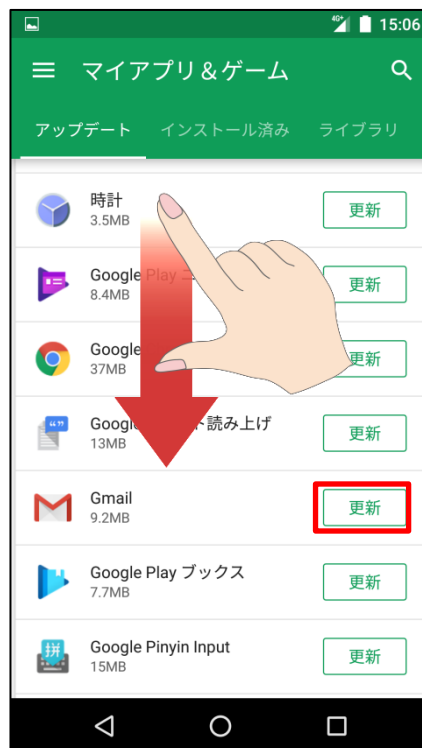 4G+ 15:06
マイアプリ＆ゲーム
アップデート インストール済み ライブラリ
時計 更新
3.5MB
Google Play 更新
8.4MB
Google 更新
37MB
Google ト読み上げ 更新
13MB
Gmail 更新
9.2MB
Google Play ブックス 更新
7.7MB
Google Pinyin Input 更新
15MB